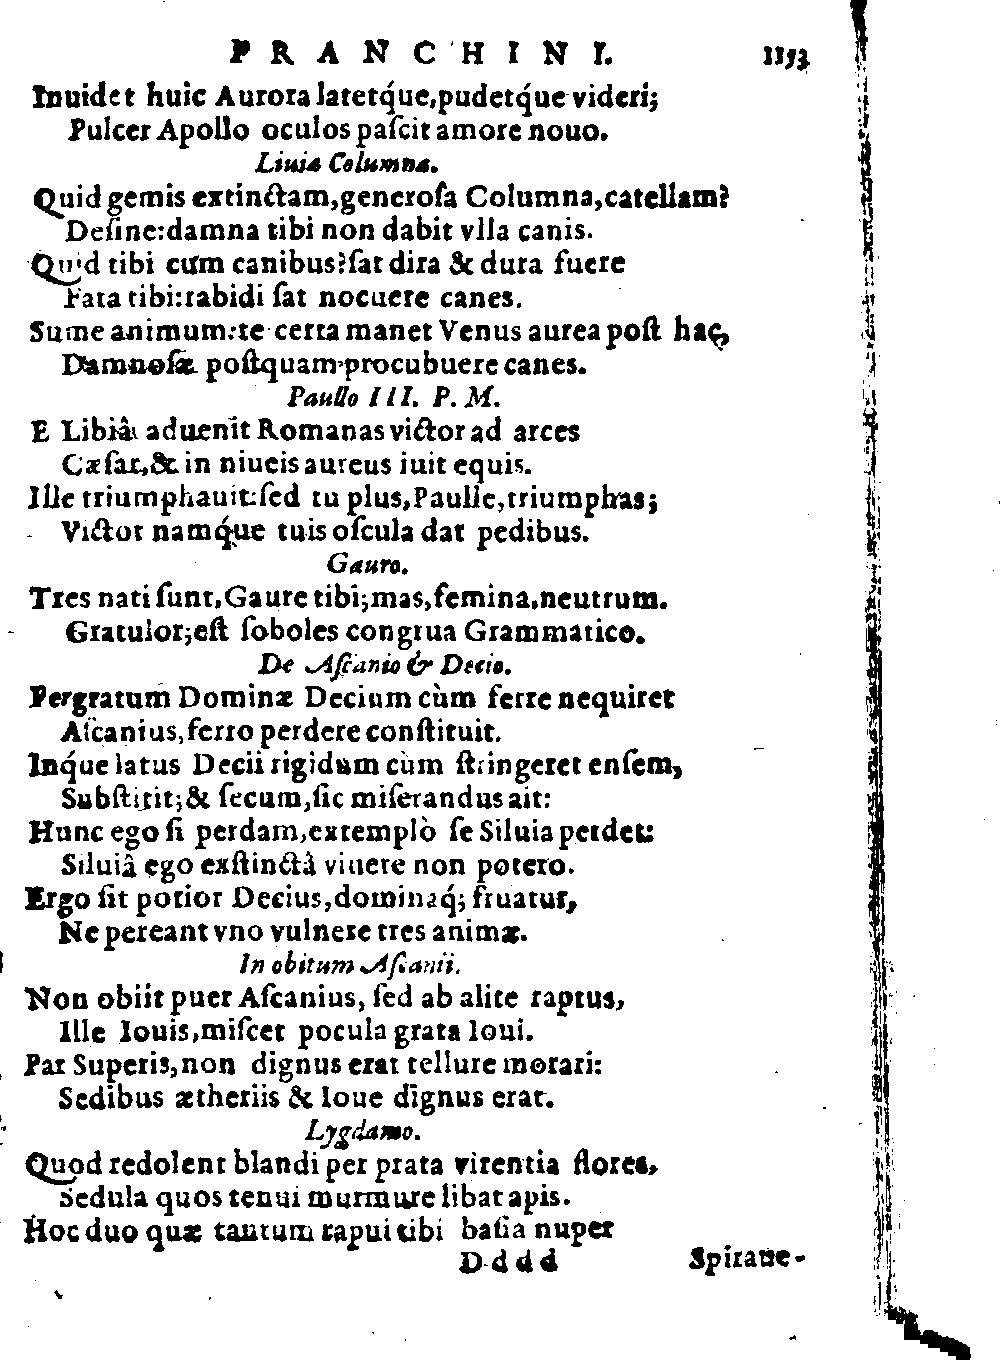 PRANCHINI. 1153
Inuidet huic Aurora latetq́ue,pudetq́ue videri;
Pulcer Apollo oculos paſcit amore nouo.
Liuia Columna.
Quid gemis extinctam,generoſa Columna,catellam?
Deſine:damna tibi non dabit vlla canis.
Quid tibi cum canibus?ſat dira & dura fuere
Fata tibi:rabidi ſat nocuere canes.
Sume animum:te certa manet Venus aurea poſt hac,
Damnoſæ poſtquam procubuere canes.
Paullo III. P. M.
E Libiâ aduenit Romanas victor ad arces
Cæſar,& in niueis aureus iuit equis.
Ille triumphauit:ſed tu plus,Paulle,triumphas;
Victor namq́ue tuis oſcula dat pedibus.
Gauro.
Tres nati ſunt,Gaure tibi;mas,femina,neutrum.
Gratulor;eſt ſoboles congrua Grammatico.
De Aſcanio & Decio.
Pergratum Dominæ Decium cùm ferre nequiret
Aſcanius,ferro perdere conſtituit.
Inq́ue latus Decii rigidum cùm ſtringeret enſem,
Subſtitit;& ſecum,ſic miſerandus ait:
Hunc ego ſi perdam,extemplò ſe Siluia perdet:
Siluiâ ego exſtinctâ viuere non potero.
Ergo ſit potior Decius,dominaq́; fruatur,
Ne pereant vno vulnere tres animæ.
In obitum Aſcanii.
Non obiit puer Aſcanius, ſed ab alite raptus,
Ille Iouis,miſcet pocula grata Ioui.
Par Superis,non dignus erat tellure morari:
Sedibus ætheriis & Ioue dignus erat.
Lygdamo.
Quod redolent blandi per prata virentia flores,
Sedula quos tenui murmure libat apis.
Hoc duo quæ tantum rapui tibi baſia nuper
Dddd Spirane-